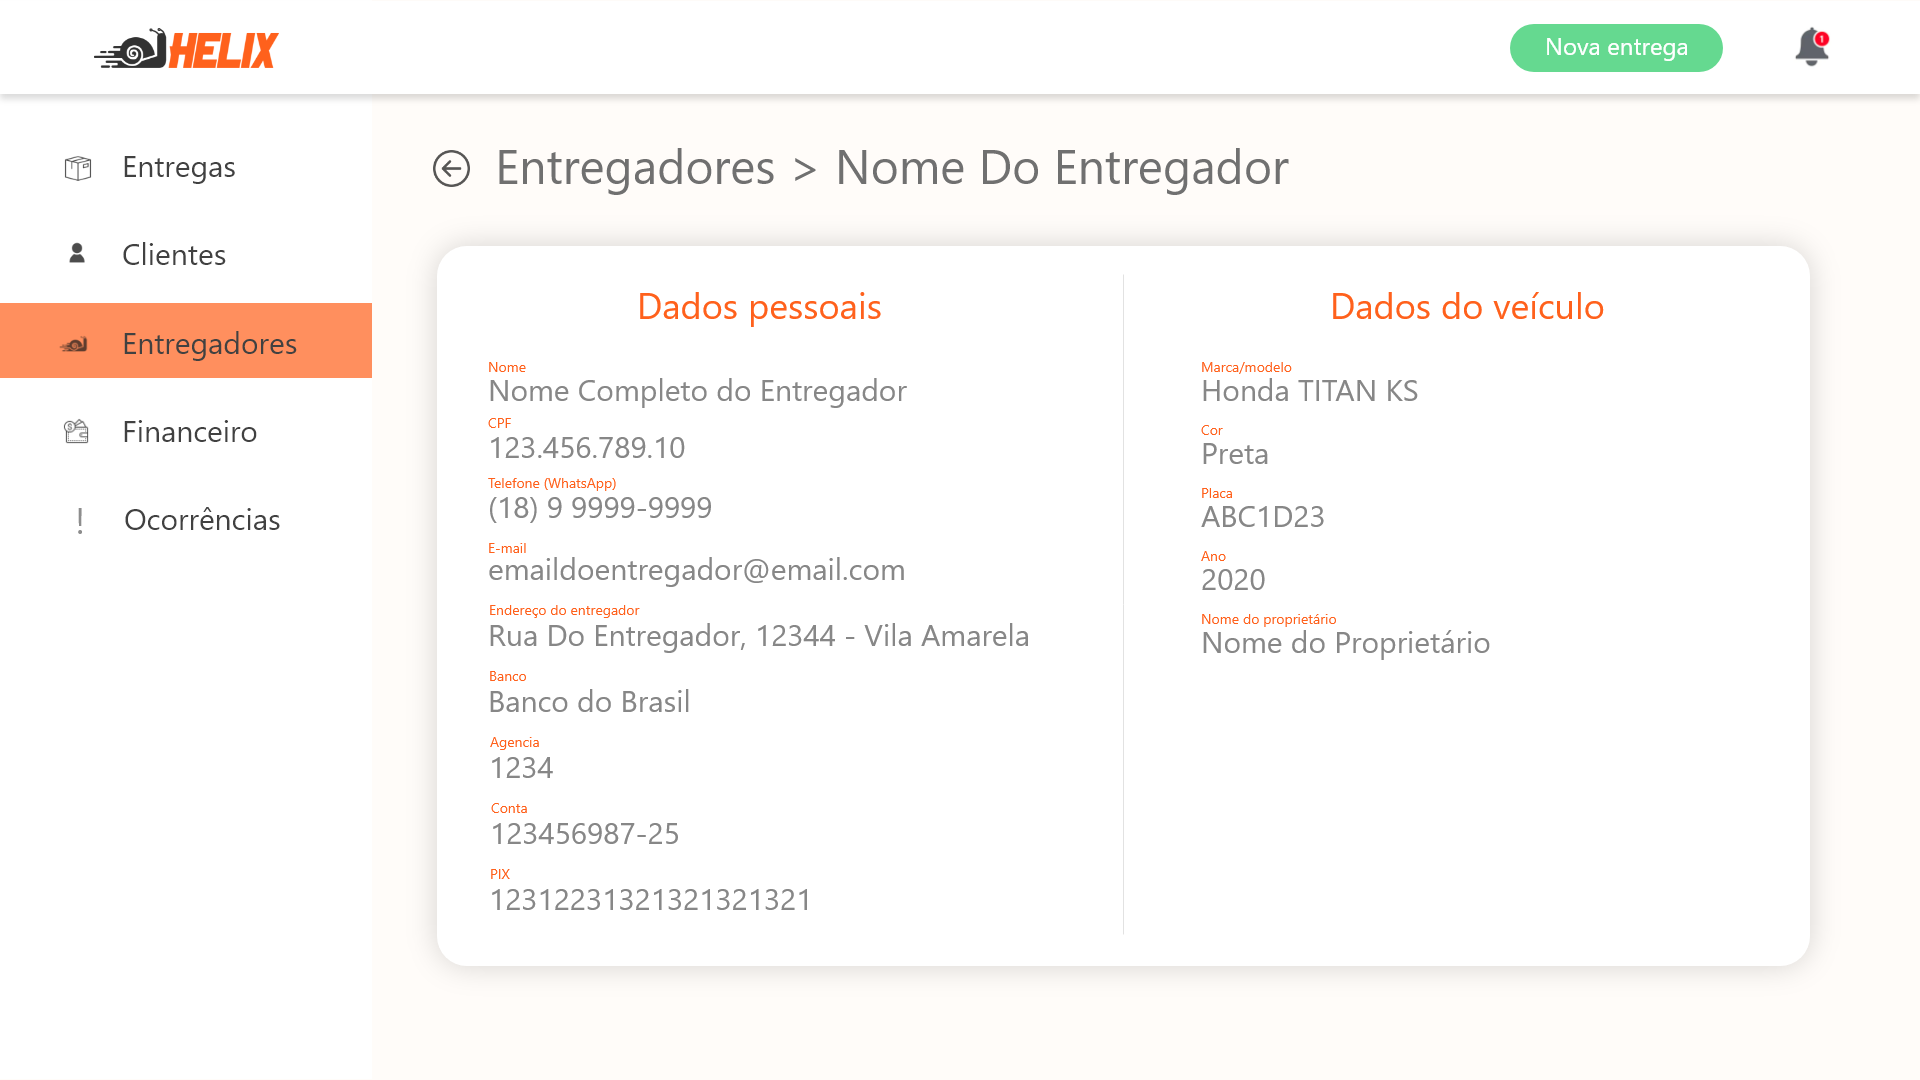 HELIX
Nova entrega
1
Entregas
Clientes
Entregadores
Financeiro
Ocorrências
Entregadores > Nome Do Entregador
Dados pessoais
Nome
Nome Completo do Entregador
CPF
123.456.789.10
Telefone (WhatsApp)
(18) 9 9999-9999
E-mail
emaildoentregador@email.com
Endereço do entregador
Rua Do Entregador, 12344 - Vila Amarela
Banco
Banco do Brasil
Agencia
1234
Conta
123456987-25
PIX
12312231321321321321
Dados do veículo
Marca/modelo
Honda TITAN KS
Cor
Preta
Placa
ABC1D23
Ano
2020
Nome do proprietário
Nome do Proprietário